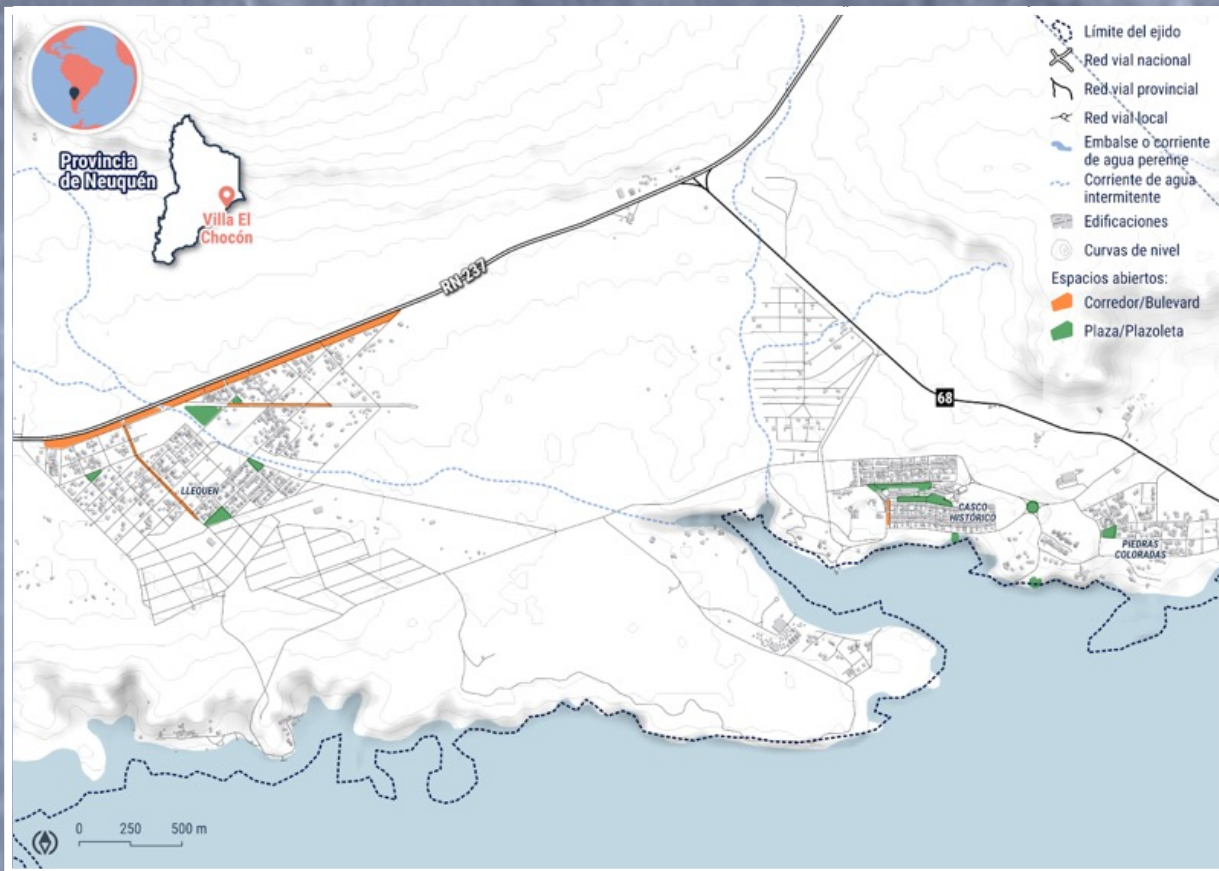 Provincia
de Neuquén
Villa El
Chocón
Límite del ejido
Red vial nacional
Red vial provincial
Red vial local
Embalse o corriente
de agua perenne
Corriente de agua
intermitente
Edificaciones
Curvas de nivel
Espacios abiertos:
Corredor/Bulevard
Plaza/Plazoleta
RN-237
68
LLEQUEN
CASCO
HISTÓRICO
PIEDRAS
COLORADAS
0 250 500 m